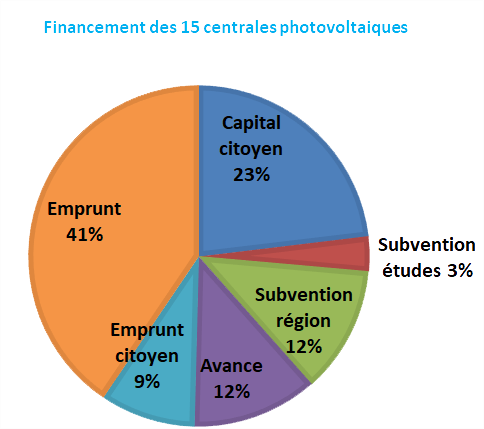 Financement des 15 centrales photovoltaiques
Capital
citoyen
23%
Subvention
études 3%
Subvention
région
12%
Avance
12%
Emprunt
citoyen
9%
Emprunt
41%